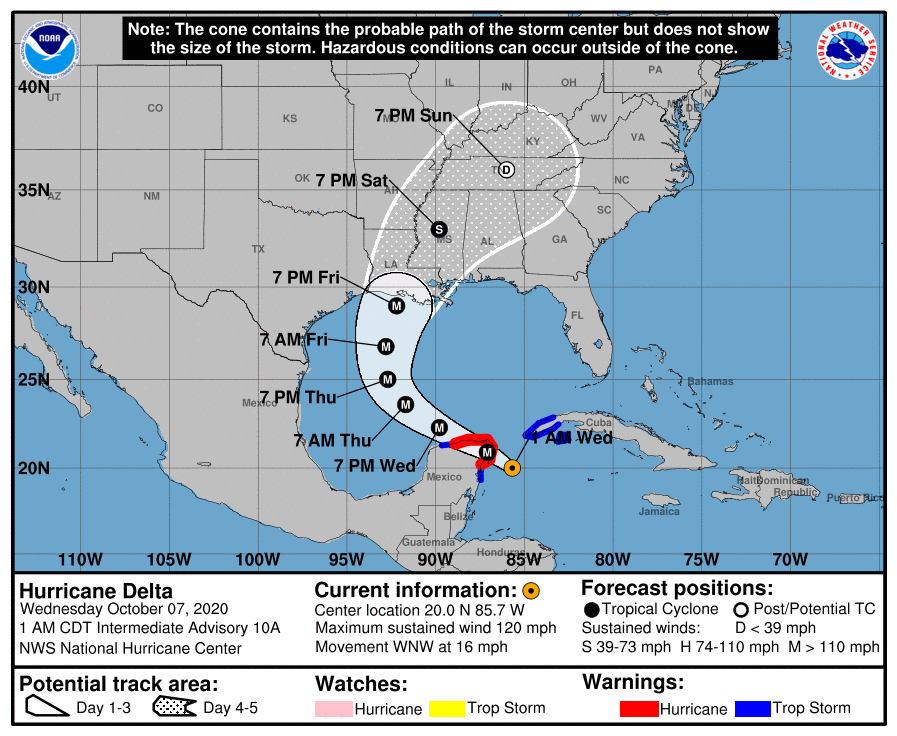 Note: The cone contains the probable path of the storm center but does not show
the size of the storm. Hazardous conditions can occur outside of the cone.
NOAA
NATIONAL WEATHER SERVICE
40N
35N
30N
25N
20N
110W
100W
95W
90W
85W
80W
70W
UT
CO
KS
IL
IN
OH
PA
WV
VA
KY
DE
AZ
NM
OK
NC
SC
TX
LA
MS
AL
GA
FL
7 PM Sun
D
7 PM Sat
S
7 PM Fri
M
7 AM Fri
M
7 PM Thu
M
7 AM Thu
M
7 PM Wed
M
M
1 AM Wed
Mexico
Mexico
Bahamas
Cuba
Jamaica
Dominican
Republic
Puerto Rico
Belize
Guatemala
Honduras
Hurricane Delta
Wednesday October 07, 2020
1 AM CDT Intermediate Advisory 10A
NWS National Hurricane Center
Current information:
Center location 20.0 N 85.7 W
Maximum sustained wind 120 mph
Movement WNW at 16 mph
Forecast positions:
Tropical Cyclone Post/Potential TC
Sustained winds: D < 39 mph
S 39-73 mph H 74-110 mph M > 110 mph
Potential track area:
Day 1-3 Day 4-5
Watches:
Hurricane Trop Storm
Warnings:
Hurricane Trop Storm